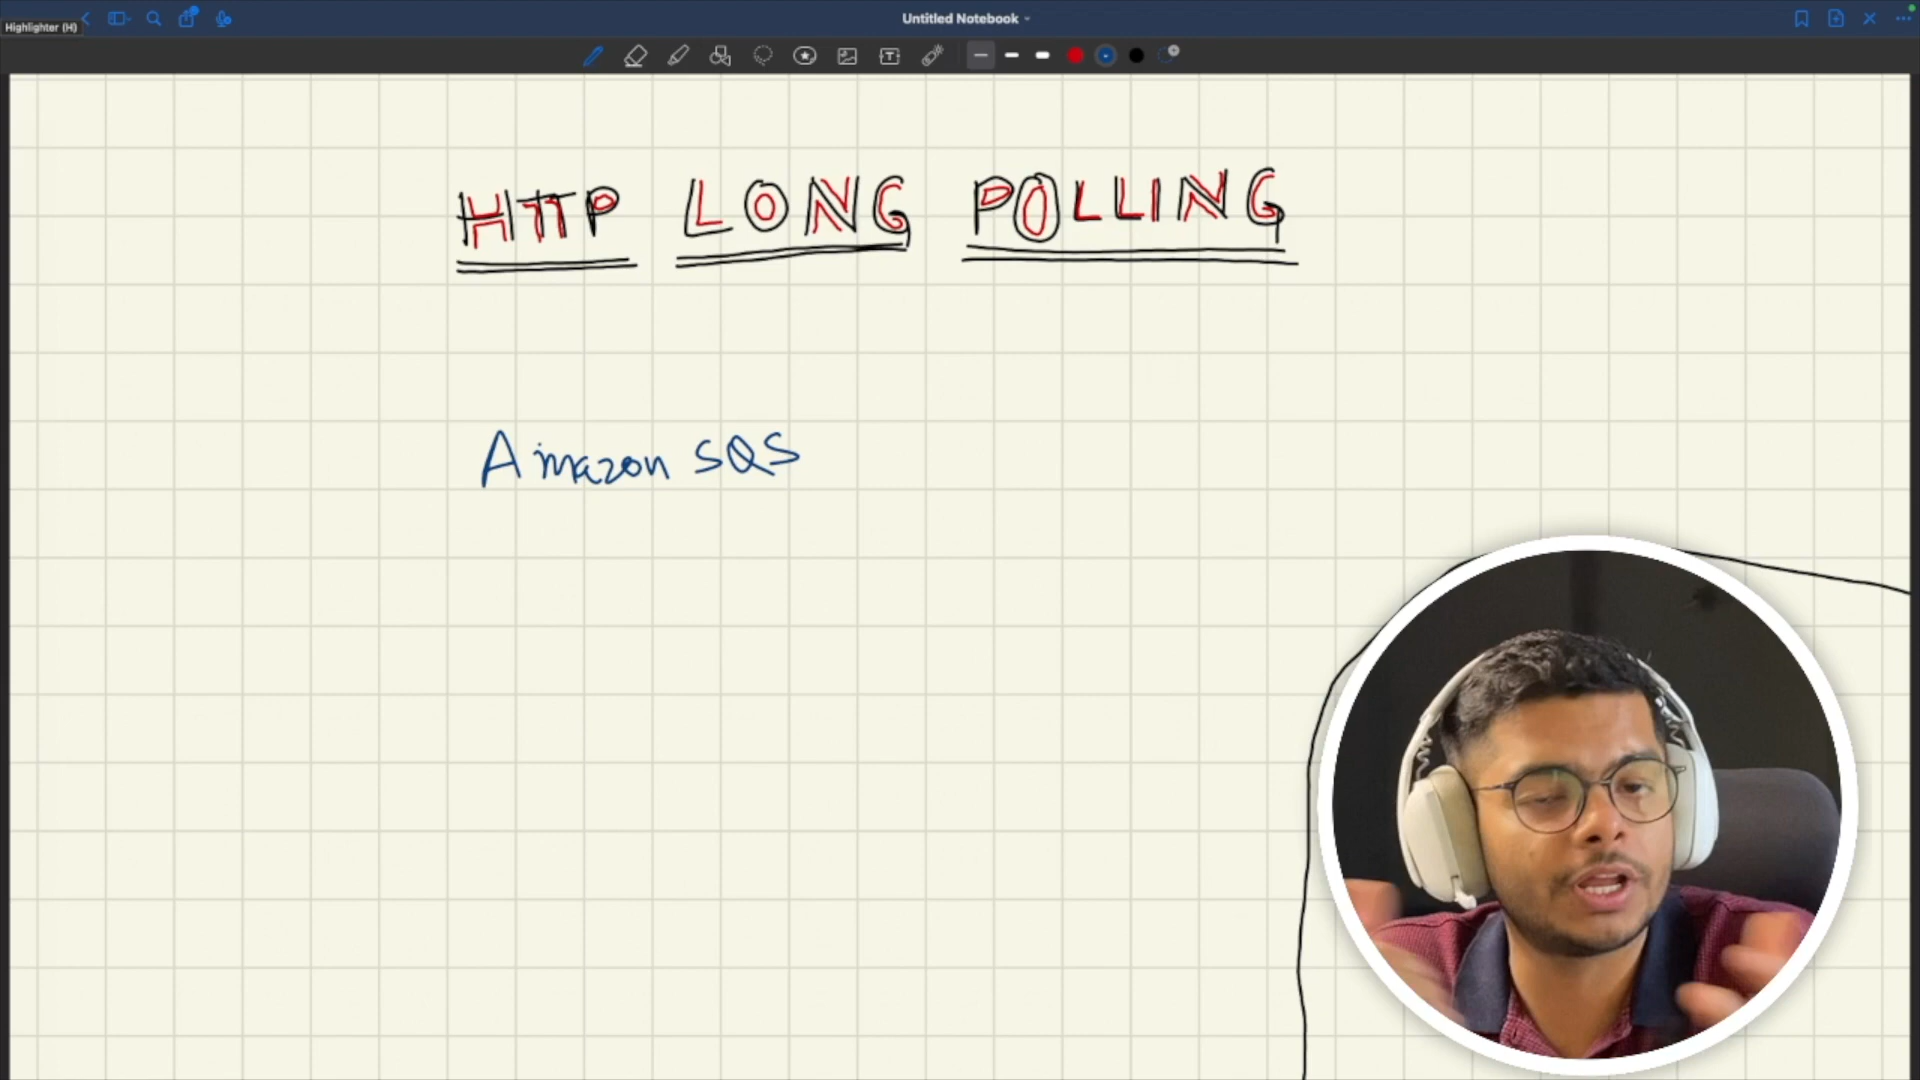 Untitled Notebook
Highlighter (H)
HTTP LONG POLLING
Amazon SQS